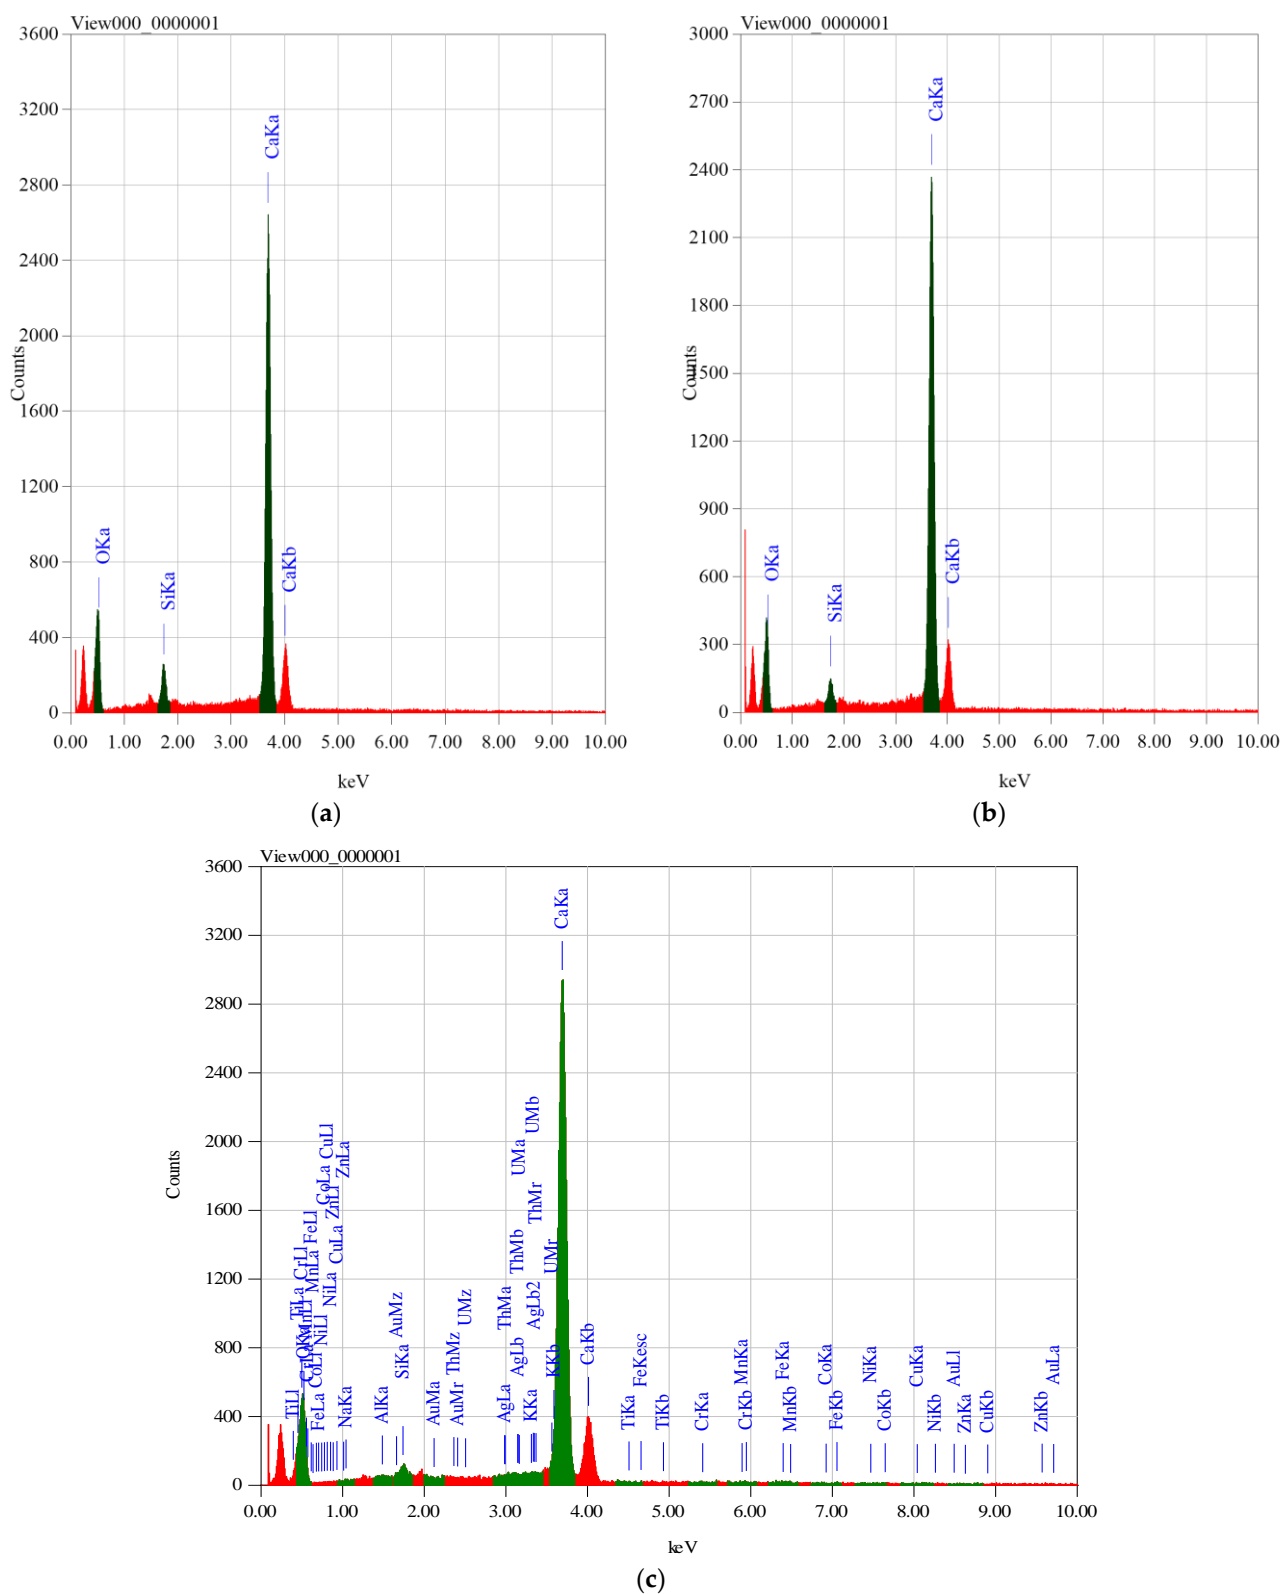 View000_0000001
3600
3200
2800
2400
2000
1600
1200
800
400
0
Counts
OKa
SiKa
CaKa
CaKb
0.00 1.00 2.00 3.00 4.00 5.00 6.00 7.00 8.00 9.00 10.00
keV
(a)
View000_0000001
3000
2700
2400
2100
1800
1500
1200
900
600
300
0
Counts
OKa
SiKa
CaKa
CaKb
0.00 1.00 2.00 3.00 4.00 5.00 6.00 7.00 8.00 9.00 10.00
keV
(b)
View000_0000001
3600
3200
2800
2400
2000
1600
1200
800
400
0
Counts
TiLl
OKa
TiLa
CrLl
CrLa
MnLl
MnLa
FeLl
FeLa
CoLl
NiLl
CoLa
NiLa
CuLl
CuLa
ZnLl
ZnLa
NaKa
AlKa
AuMz
SiKa
AuMa
ThMz
AuMr
UMz
AgLa
ThMa
AgLb
ThMb
UMa
KKa
AgLb2
ThMr
UMb
UMr
KKb
CaKa
CaKb
TiKa
FeKesc
TiKb
CrKa
CrKb
MnKa
FeKa
MnKb
CoKa
FeKb
NiKa
CoKb
CuKa
NiKb
AuLl
ZnKa
CuKb
ZnKb
AuLa
0.00 1.00 2.00 3.00 4.00 5.00 6.00 7.00 8.00 9.00 10.00
keV
(c)